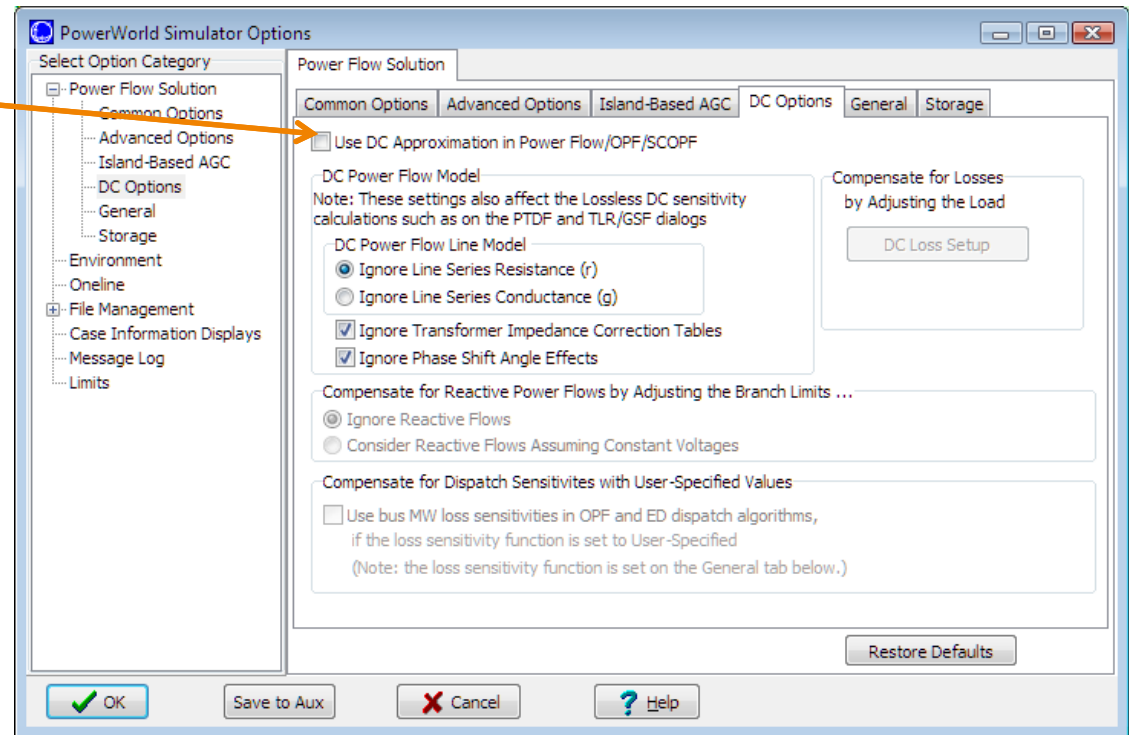 PowerWorld Simulator Options
Select Option Category
Power Flow Solution
Common Options
Advanced Options
Island-Based AGC
DC Options
General
Storage
Environment
Oneline
File Management
Case Information Displays
Message Log
Limits
Power Flow Solution
Common Options Advanced Options Island-Based AGC DC Options General Storage
Use DC Approximation in Power Flow/OPF/SCOPF
DC Power Flow Model
Note: These settings also affect the Lossless DC sensitivity
calculations such as on the PTDF and TLR/GSF dialogs
DC Power Flow Line Model
Ignore Line Series Resistance (r)
Ignore Line Series Conductance (g)
Ignore Transformer Impedance Correction Tables
Ignore Phase Shift Angle Effects
Compensate for Losses
by Adjusting the Load
DC Loss Setup
Compensate for Reactive Power Flows by Adjusting the Branch Limits ...
Ignore Reactive Flows
Consider Reactive Flows Assuming Constant Voltages
Compensate for Dispatch Sensitivites with User-Specified Values
Use bus MW loss sensitivities in OPF and ED dispatch algorithms,
if the loss sensitivity function is set to User-Specified
(Note: the loss sensitivity function is set on the General tab below.)
Restore Defaults
OK Save to Aux Cancel ? Help